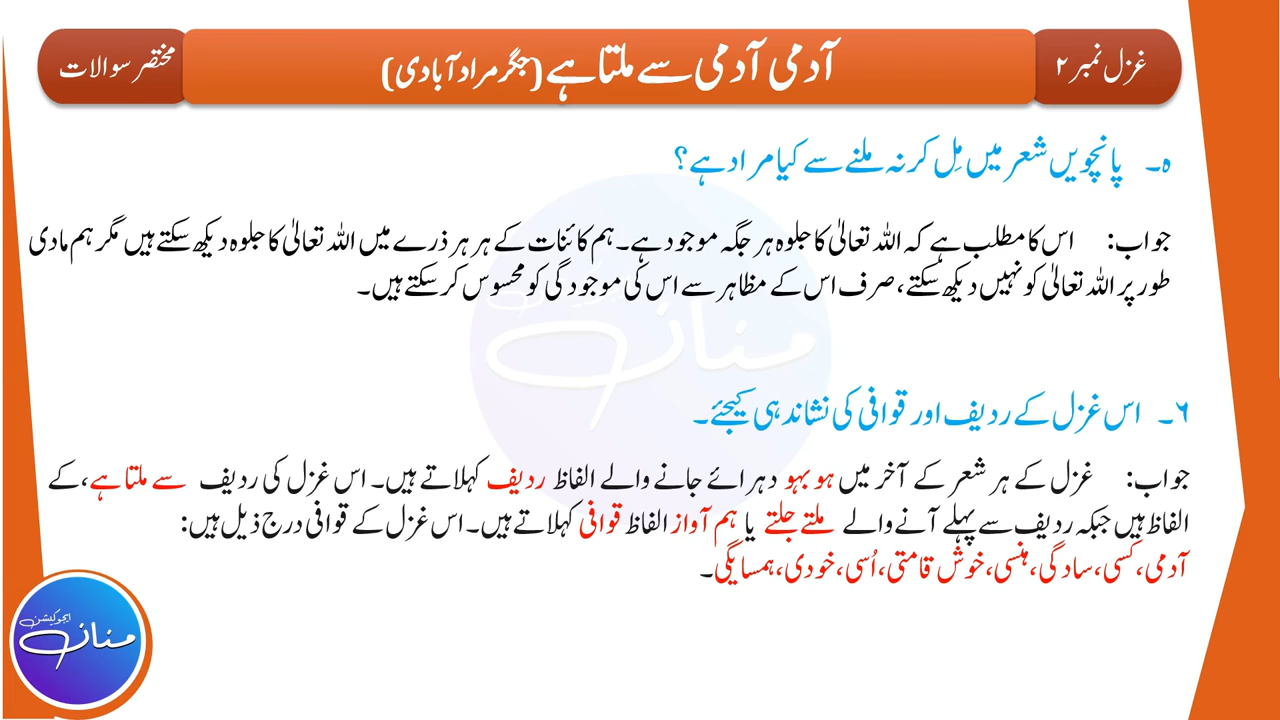 غزل نمبر ۲
آدمی آدمی سے ملتا ہے (جگر مراد آبادی)
مختصر سوالات
۵۔ پانچویں شعر میں مِل کر نہ ملنے سے کیا مراد ہے؟
جواب: اس کا مطلب ہے کہ اللہ تعالیٰ کا جلوہ ہر جگہ موجود ہے۔ ہم کائنات کے ہر ہر ذرے میں اللہ تعالیٰ کا جلوہ دیکھ سکتے ہیں مگر ہم مادی
طور پر اللہ تعالیٰ کو نہیں دیکھ سکتے، صرف اس کے مظاہر سے اس کی موجودگی کو محسوس کر سکتے ہیں۔
منان
۶۔ اس غزل کے ردیف اور قوافی کی نشاندہی کیجئے۔
جواب: غزل کے ہر شعر کے آخر میں ہو بہو دہرائے جانے والے الفاظ ردیف کہلاتے ہیں۔ اس غزل کی ردیف سے ملتا ہے، کے
الفاظ ہیں جبکہ ردیف سے پہلے آنے والے ملتے جلتے یا ہم آواز الفاظ قوافی کہلاتے ہیں۔ اس غزل کے قوافی درج ذیل ہیں:
آدمی، کسی، سادگی، ہنسی، خوش قامتی، اُسی، خودی، ہمسایگی۔
ایجوکیشن
منان